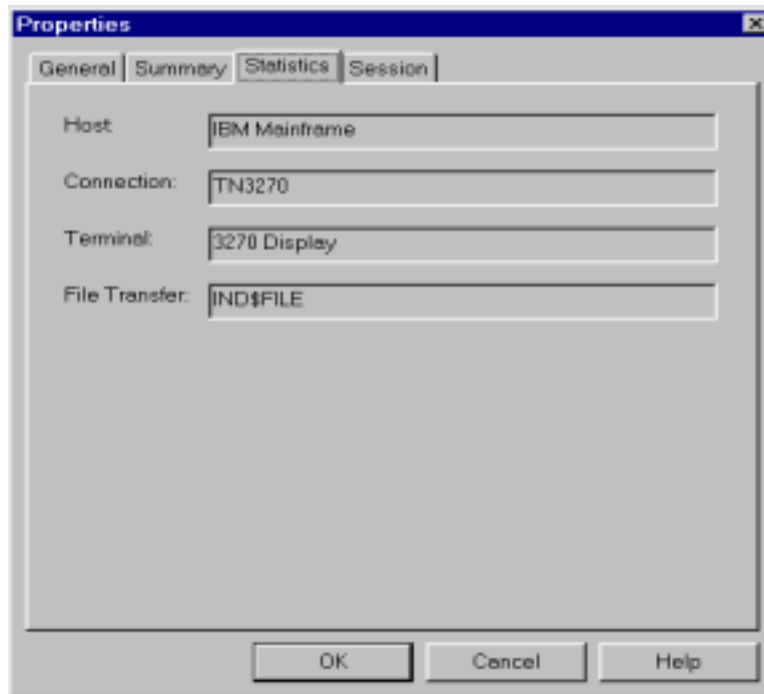 Properties
General Summary Statistics Session
Host: IBM Mainframe
Connection: TN3270
Terminal: 3270 Display
File Transfer: IND$FILE
OK Cancel Help